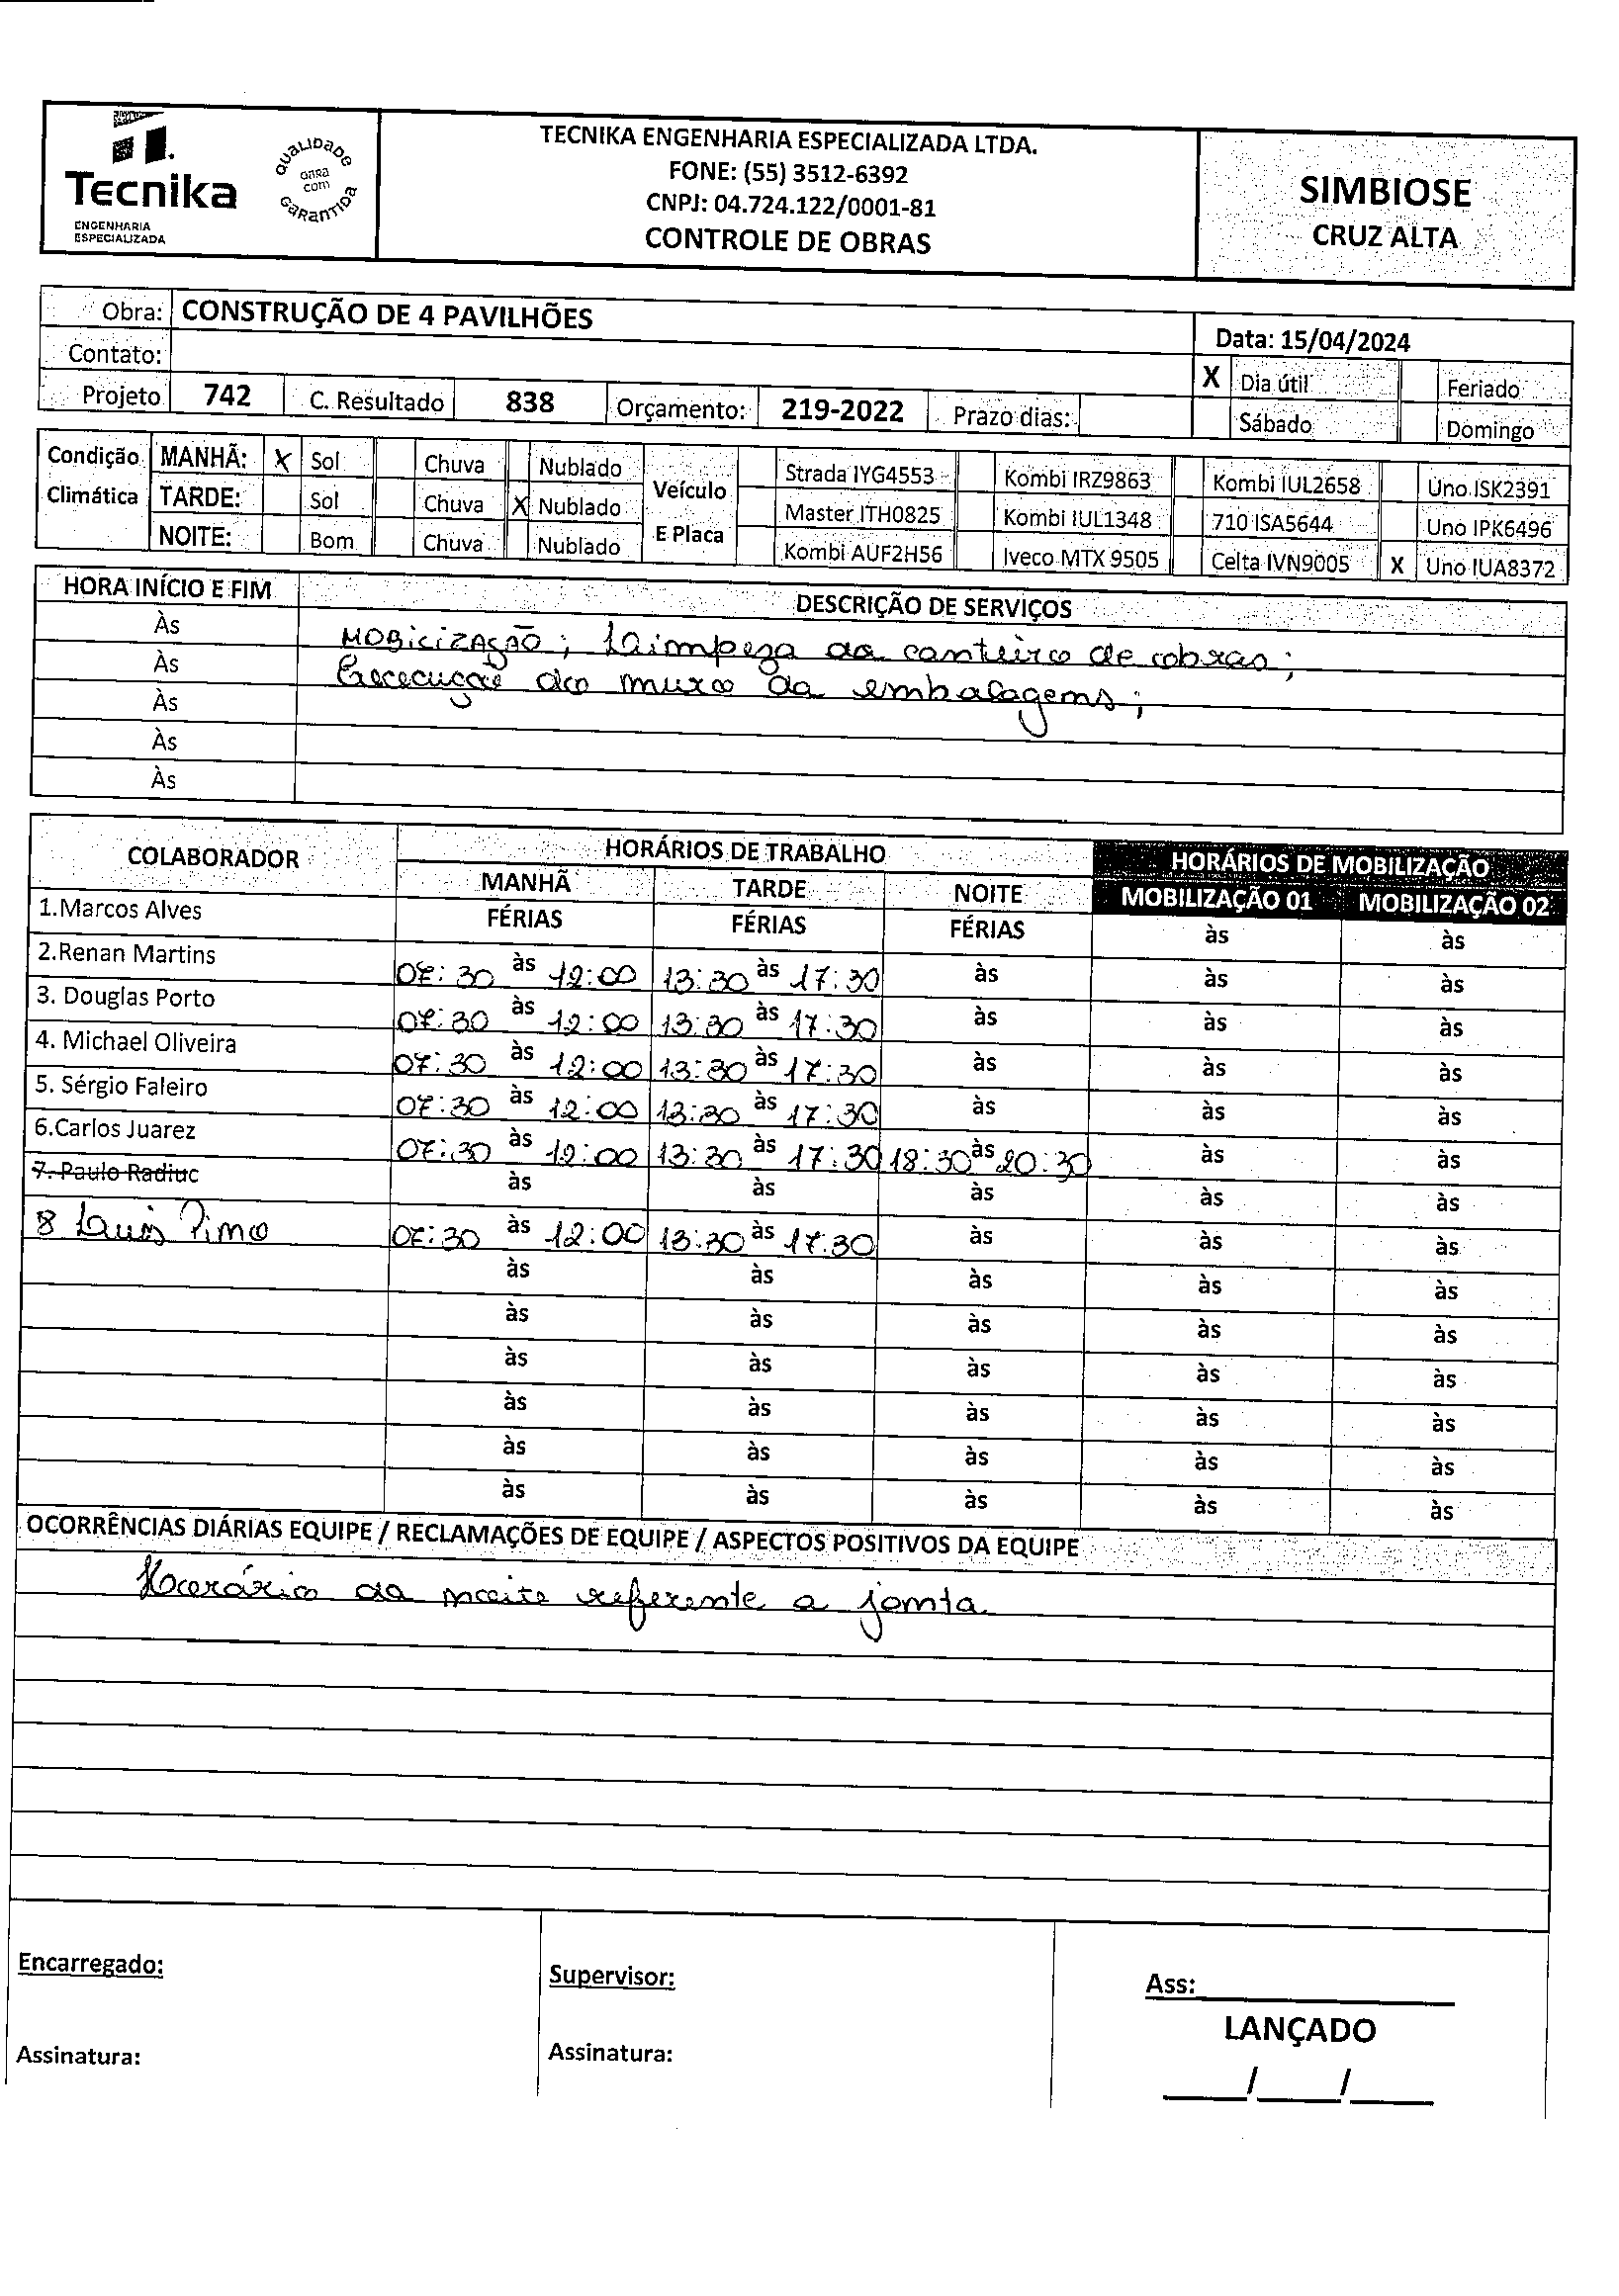 Tecnika
ENGENHARIA
ESPECIALIZADA
QUALIDADE
OBRA
COM
GARANTIDA
TECNIKA ENGENHARIA ESPECIALIZADA LTDA.
FONE: (55) 3512-6392
CNPJ: 04.724.122/0001-81
CONTROLE DE OBRAS
SIMBIOSE
CRUZ ALTA
Obra: CONSTRUÇÃO DE 4 PAVILHÕES
Data: 15/04/2024
Contato:
X Dia útil Feriado
Projeto 742 C. Resultado 838 Orçamento: 219-2022 Prazo dias:
Sábado Domingo
Condição Climática
MANHÃ: X Sol Chuva Nublado
TARDE: Sol Chuva X Nublado
NOITE: Bom Chuva Nublado
Veículo E Placa
Strada IYG4553 Kombi IRZ9863 Kombi IUL2658 Uno ISK2391
Master ITH0825 Kombi IUL1348 710 ISA5644 Uno IPK6496
Kombi AUF2H56 Iveco MTX 9505 Celta IVN9005 X Uno IUA8372
HORA INÍCIO E FIM DESCRIÇÃO DE SERVIÇOS
Às Mobilização; Limpeza do canteiro de obras;
Às Execução do muro da embalagens;
Às
Às
Às
COLABORADOR HORÁRIOS DE TRABALHO HORÁRIOS DE MOBILIZAÇÃO
MANHÃ TARDE NOITE MOBILIZAÇÃO 01 MOBILIZAÇÃO 02
1.Marcos Alves FÉRIAS FÉRIAS FÉRIAS às às
2.Renan Martins 07:30 às 12:00 13:30 às 17:30 às às às
3. Douglas Porto 07:30 às 12:00 13:30 às 17:30 às às às
4. Michael Oliveira 07:30 às 12:00 13:30 às 17:30 às às às
5. Sérgio Faleiro 07:30 às 12:00 13:30 às 17:30 às às às
6.Carlos Juarez 07:30 às 12:00 13:30 às 17:30 18:30 às 20:30 às às
7. Paulo Radiuc às às às às às
8 Luis 07:30 às 12:00 13:30 às 17:30 às às às
às às às às às
às às às às às
às às às às às
às às às às às
às às às às às
às às às às às
OCORRÊNCIAS DIÁRIAS EQUIPE / RECLAMAÇÕES DE EQUIPE / ASPECTOS POSITIVOS DA EQUIPE
Horário da noite referente a janta
Encarregado:
Supervisor:
Ass:
LANÇADO
Assinatura:
Assinatura:
/ /